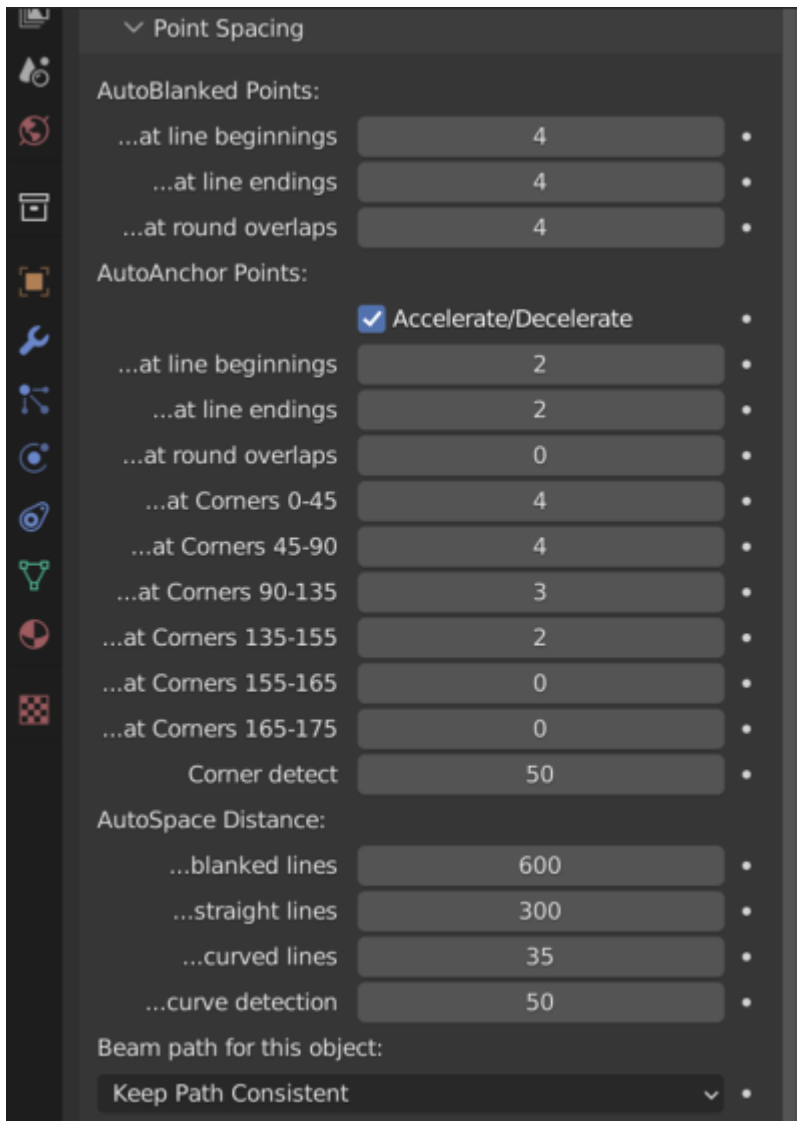 Point Spacing
AutoBlanked Points:
...at line beginnings 4
...at line endings 4
...at round overlaps 4
AutoAnchor Points:
Accelerate/Decelerate
...at line beginnings 2
...at line endings 2
...at round overlaps 0
...at Corners 0-45 4
...at Corners 45-90 4
...at Corners 90-135 3
...at Corners 135-155 2
...at Corners 155-165 0
...at Corners 165-175 0
Corner detect 50
AutoSpace Distance:
...blanked lines 600
...straight lines 300
...curved lines 35
...curve detection 50
Beam path for this object:
Keep Path Consistent